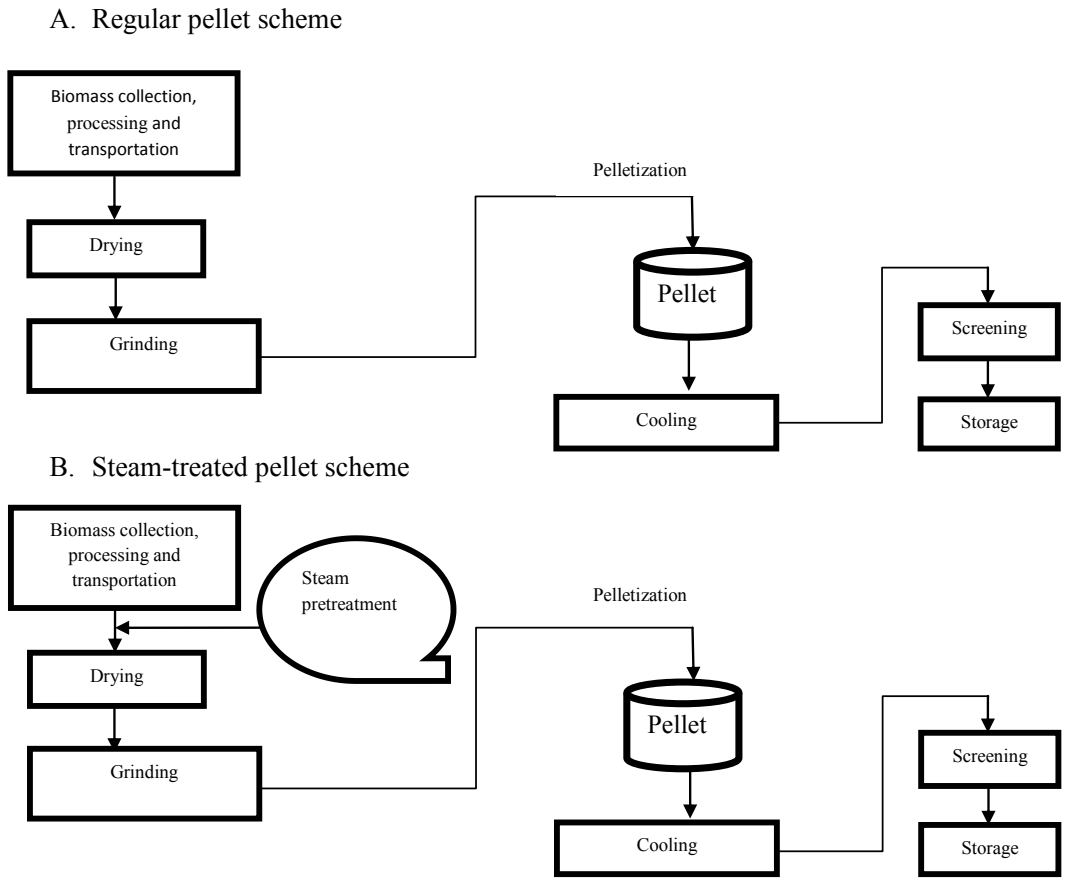 A. Regular pellet scheme
Biomass collection,
processing and
transportation
Drying
Grinding
Pelletization
Pellet
Cooling
Screening
Storage
B. Steam-treated pellet scheme
Biomass collection,
processing and
transportation
Steam
pretreatment
Drying
Grinding
Pelletization
Pellet
Cooling
Screening
Storage